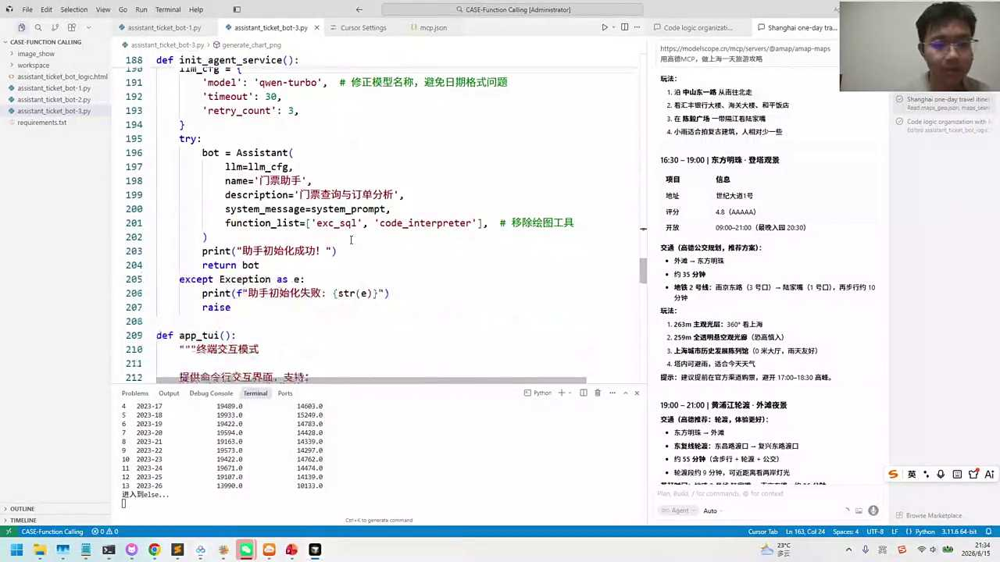 File Edit Selection View Go Run Terminal Help
CASE-Function Calling [Administrator]
assistant_ticket_bot-1.py
assistant_ticket_bot-3.py
Cursor Settings
mcp.json
Code logic organizati...
Shanghai one-day tra...
CASE-FUNCTION CALLING
image_show
workspace
assistant_ticket_bot_logic.html
assistant_ticket_bot-1.py
assistant_ticket_bot-2.py
assistant_ticket_bot-3.py
requirements.txt
OUTLINE
TIMELINE
assistant_ticket_bot-3.py > generate_chart_png
188 def init_agent_service():
190 llm_cfg = {
191 'model': 'qwen-turbo', # 修正模型名称，避免日期格式问题
192 'timeout': 30,
193 'retry_count': 3,
194 }
195 try:
196 bot = Assistant(
197 llm=llm_cfg,
198 name='门票助手',
199 description='门票查询与订单分析',
200 system_message=system_prompt,
201 function_list=['exc_sql', 'code_interpreter'], # 移除绘图工具
202 )
203 print("助手初始化成功！")
204 return bot
205 except Exception as e:
206 print(f"助手初始化失败: {str(e)}")
207 raise
208
209 def app_tui():
210 """终端交互模式
211
212 提供命令行交互界面，支持:
Problems Output Debug Console Terminal Ports
Python
4 2023-17 19489.0 14603.0
5 2023-18 19933.0 15249.0
6 2023-19 19422.0 14783.0
7 2023-20 19594.0 14428.0
8 2023-21 19163.0 14339.0
9 2023-22 19573.0 14297.0
10 2023-23 19422.0 14762.0
11 2023-24 19671.0 14474.0
12 2023-25 19107.0 14139.0
13 2023-26 13990.0 10133.0
进入到else...
Ctrl+K to generate command
https://modelscope.cn/mcp/servers/@amap/amap-maps
用高德MCP，做上海一天旅游攻略
玩法：
1. 沿 中山东一路 从南往北走
2. 看汇丰银行大楼、海关大楼、和平饭店
3. 在 陈毅广场 一带隔江看陆家嘴
4. 小雨适合拍复古建筑，人相对少一些
16:30 – 19:00 | 东方明珠 · 登塔观景
项目 信息
地址 世纪大道1号
评分 4.8（AAAAA）
开放 09:00–21:00（最晚入园 20:30）
交通（高德公交规划，推荐方案）：
• 外滩 → 东方明珠
• 约 35 分钟
• 地铁 2 号线：南京东路（3 号口）→ 陆家嘴（1 号口），再步行约 10
分钟
玩法：
1. 263m 主观光层：360° 看上海
2. 259m 全透明悬空观光廊（恐高慎入）
3. 上海城市历史发展陈列馆（0 米大厅，雨天友好）
4. 塔内可避雨，适合今天天气
提示：建议提前在官方渠道购票，避开 17:00–18:30 高峰。
19:00 – 21:00 | 黄浦江轮渡 · 外滩夜景
交通（高德推荐：轮渡，体验更好）：
• 东方明珠 → 外滩
• 东复线轮渡：东昌路渡口 → 复兴东路渡口
• 约 55 分钟（含步行 + 轮渡 + 公交）
• 轮渡段约 9 分钟，可近距离看两岸灯光
Plan, Build, / for commands, @ for context
Agent
Auto
Shanghai one-day travel itiner
Read maps_geo.json, maps_sear
Code logic organization with
Edited assistant_ticket_bot_logic
英
Browse Marketplace
CASE-Function Calling
0 0
Cursor Tab
Ln 163, Col 24
Spaces: 4
UTF-8
LF
Python
3.11.6 64-bit
23°C
多云
英
21:34
2026/6/15